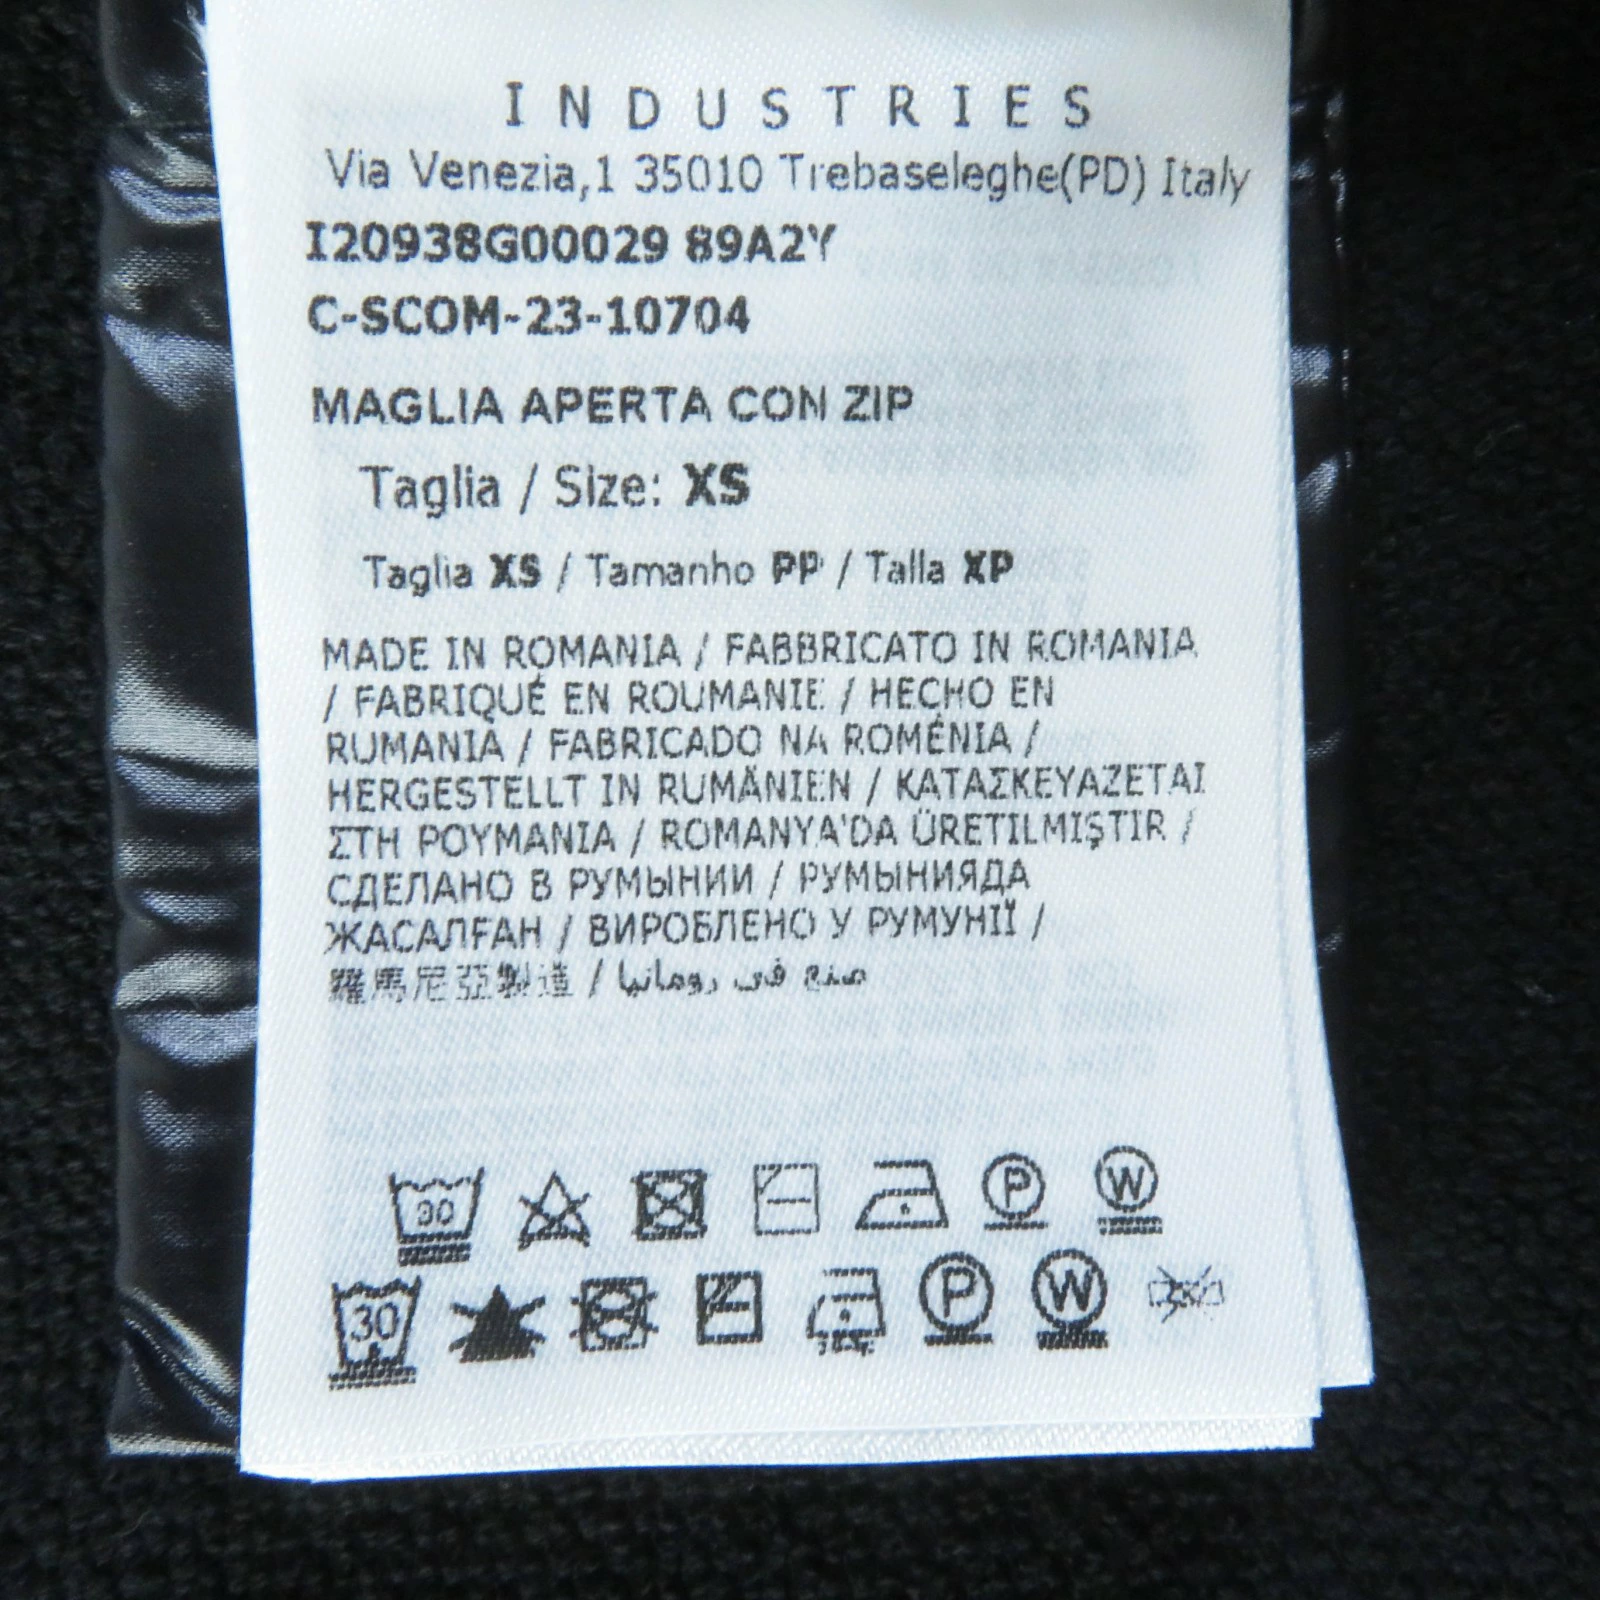 INDUSTRIES
Via Venezia,1 35010 Trebaseleghe(PD) Italy
I20938G00029 89A2Y
C-SCOM-23-10704
MAGLIA APERTA CON ZIP
Taglia / Size: XS
Taglia XS / Tamanho PP / Talla XP
MADE IN ROMANIA / FABBRICATO IN ROMANIA
/ FABRIQUÉ EN ROUMANIE / HECHO EN
RUMANIA / FABRICADO NA ROMÉNIA /
HERGESTELLT IN RUMÄNIEN / ΚΑΤΑΣΚΕΥΑΖΕΤΑΙ
ΣΤΗ ΡΟΥΜΑΝΙΑ / ROMANYA'DA ÜRETILMIŞTIR /
СДЕЛАНО В РУМЫНИИ / РУМЫНИЯДА
ЖАСАЛҒАН / ВИРОБЛЕНО У РУМУНІЇ /
羅馬尼亞製造 / صنع في رومانيا
30 P W
30 P W